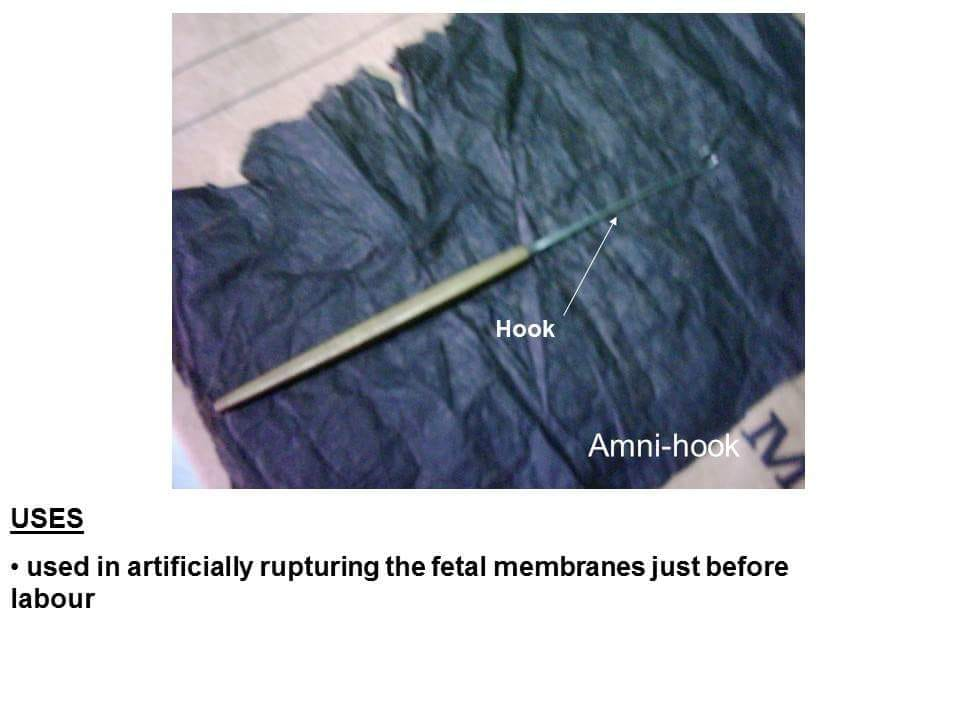 Hook
Amni-hook
M
USES
• used in artificially rupturing the fetal membranes just before
labour